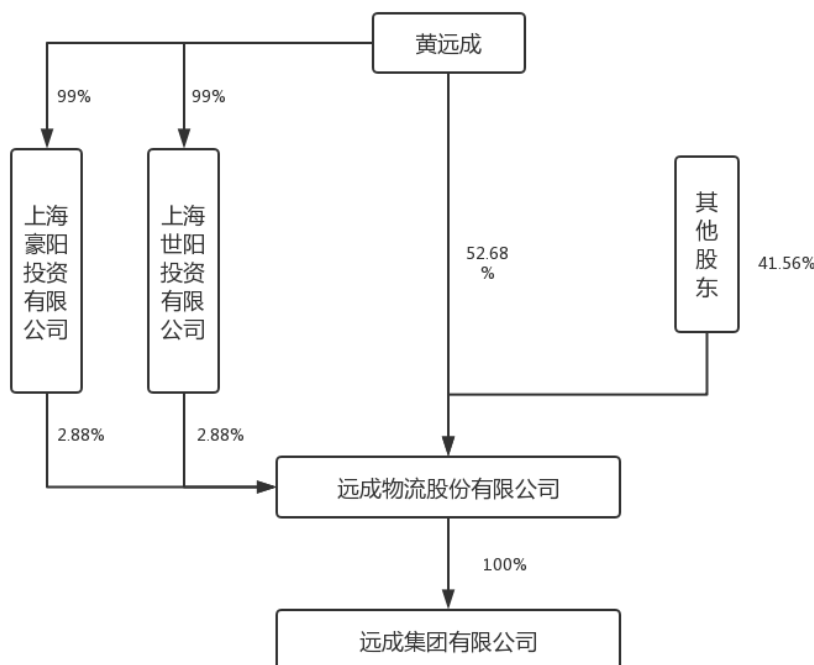 黄远成
99%
99%
上海
豪阳
投资
有限
公司
上海
世阳
投资
有限
公司
其
他
股
东
52.68
%
41.56%
2.88%
2.88%
远成物流股份有限公司
100%
远成集团有限公司